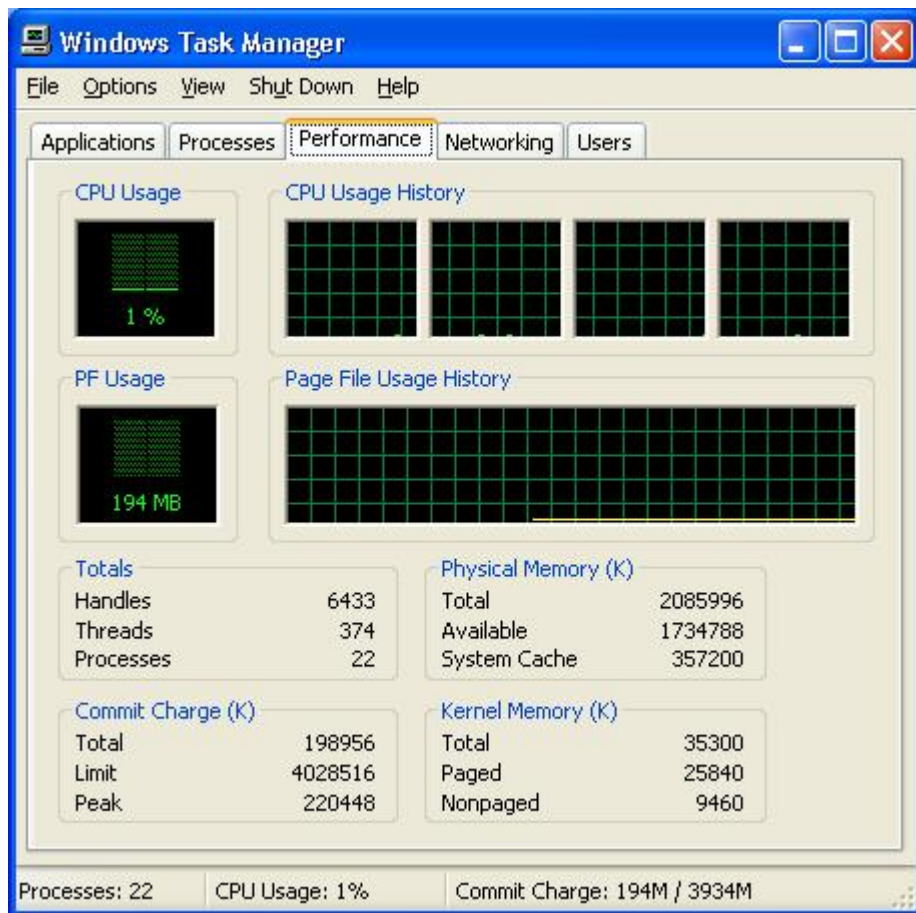 Windows Task Manager
File Options View Shut Down Help
Applications Processes Performance Networking Users
CPU Usage CPU Usage History
1 %
PF Usage Page File Usage History
194 MB
Totals
Handles 6433
Threads 374
Processes 22
Physical Memory (K)
Total 2085996
Available 1734788
System Cache 357200
Commit Charge (K)
Total 198956
Limit 4028516
Peak 220448
Kernel Memory (K)
Total 35300
Paged 25840
Nonpaged 9460
Processes: 22 CPU Usage: 1% Commit Charge: 194M / 3934M